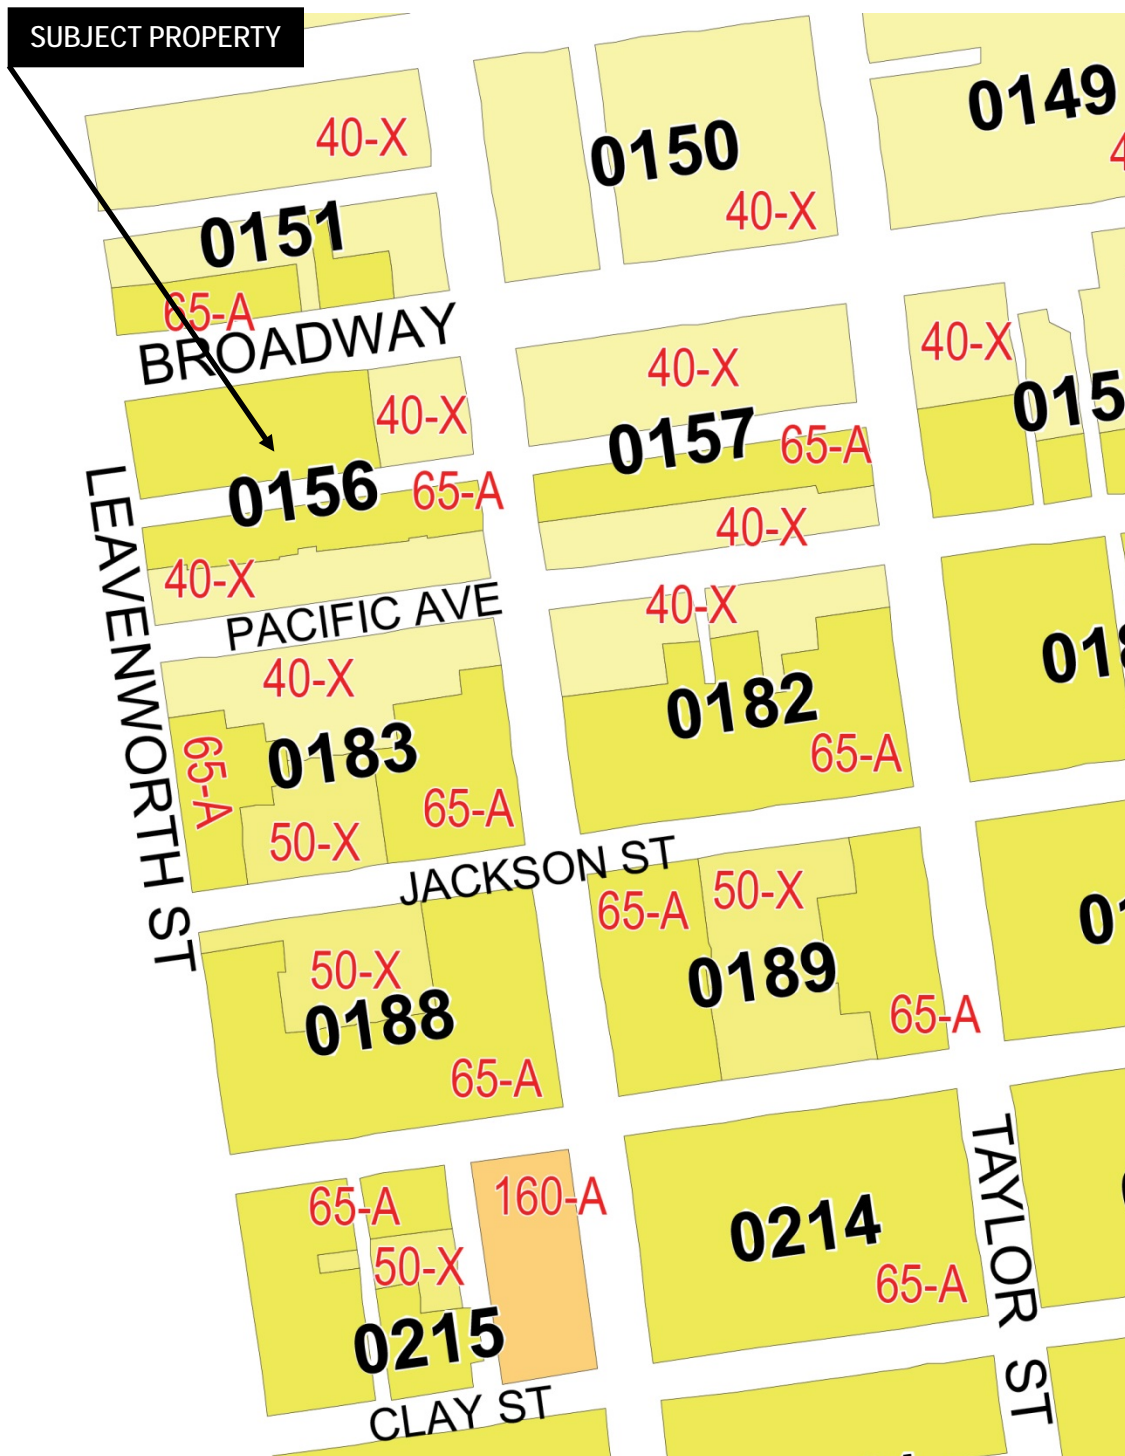 SUBJECT PROPERTY
40-X
0150
0149
40-X
0151
65-A
BROADWAY
40-X
40-X
40-X
0157
65-A
0156
65-A
40-X
40-X
LEAVENWORTH ST
PACIFIC AVE
40-X
40-X
0183
65-A
50-X
65-A
0182
65-A
JACKSON ST
65-A
50-X
0189
65-A
50-X
0188
65-A
65-A
50-X
0215
160-A
0214
65-A
TAYLOR ST
CLAY ST